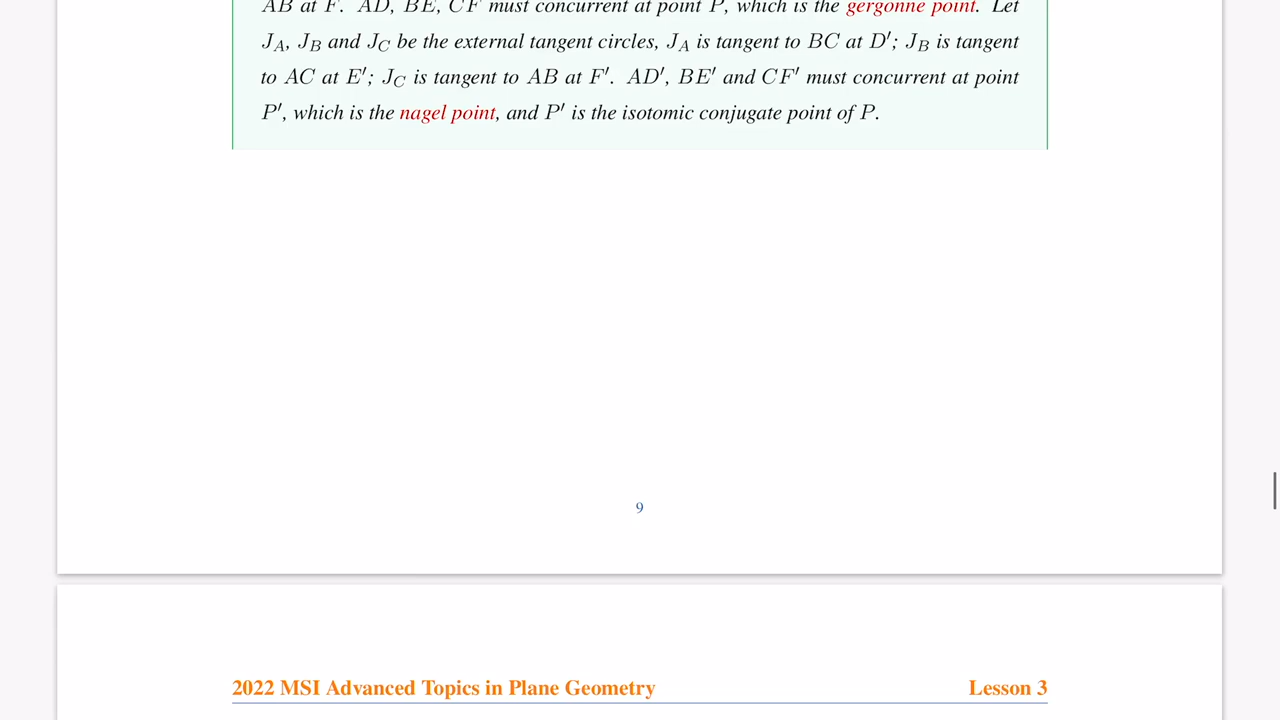 AB at F. AD, BE, CF must concurrent at point P, which is the gergonne point. Let
J_A, J_B and J_C be the external tangent circles, J_A is tangent to BC at D′; J_B is tangent
to AC at E′; J_C is tangent to AB at F′. AD′, BE′ and CF′ must concurrent at point
P′, which is the nagel point, and P′ is the isotomic conjugate point of P.
9
2022 MSI Advanced Topics in Plane Geometry Lesson 3